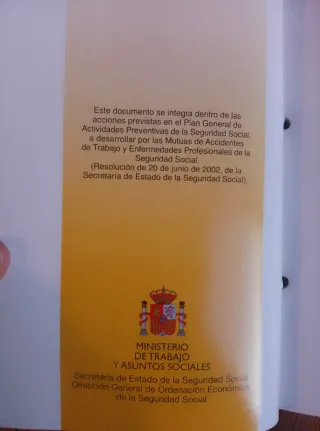 Este documento se integra dentro de las
acciones previstas en el Plan General de
Actividades Preventivas de la Seguridad Social,
a desarrollar por las Mutuas de Accidentes
de Trabajo y Enfermedades Profesionales de la
Seguridad Social.
(Resolución de 20 de junio de 2002, de la
Secretaría de Estado de la Seguridad Social).
MINISTERIO
DE TRABAJO
Y ASUNTOS SOCIALES
Secretaría de Estado de la Seguridad Social
Dirección General de Ordenación Económica
de la Seguridad Social